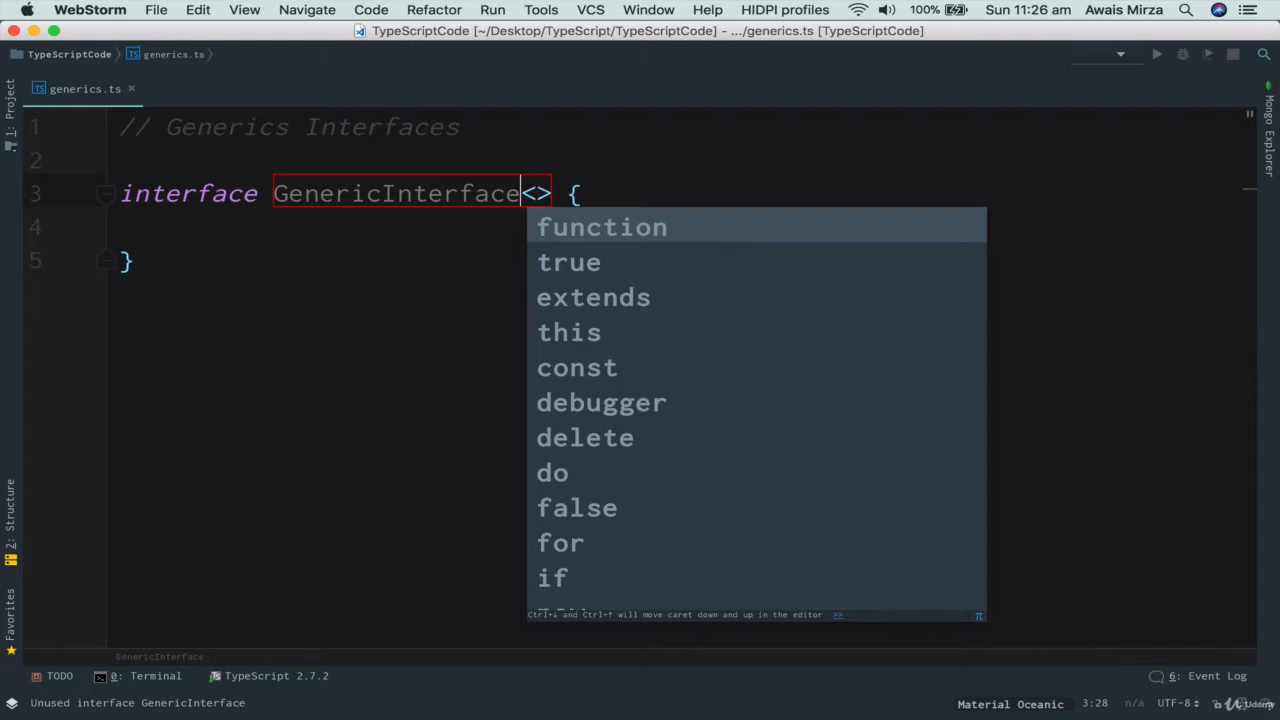 WebStorm File Edit View Navigate Code Refactor Run Tools VCS Window Help HIDPI profiles 100% Sun 11:26 am Awais Mirza
TypeScriptCode [~/Desktop/TypeScript/TypeScriptCode] - .../generics.ts [TypeScriptCode]
TypeScriptCode generics.ts
generics.ts
1: Project
Mongo Explorer
1 // Generics Interfaces
2
3 interface GenericInterface<> {
4
5 }
function
true
extends
this
const
debugger
delete
do
false
for
if
Ctrl+↓ and Ctrl+↑ will move caret down and up in the editor >> π
2: Structure
Favorites
GenericInterface
TODO 0: Terminal TypeScript 2.7.2 6: Event Log
Unused interface GenericInterface Material Oceanic 3:28 n/a UTF-8 Udemy